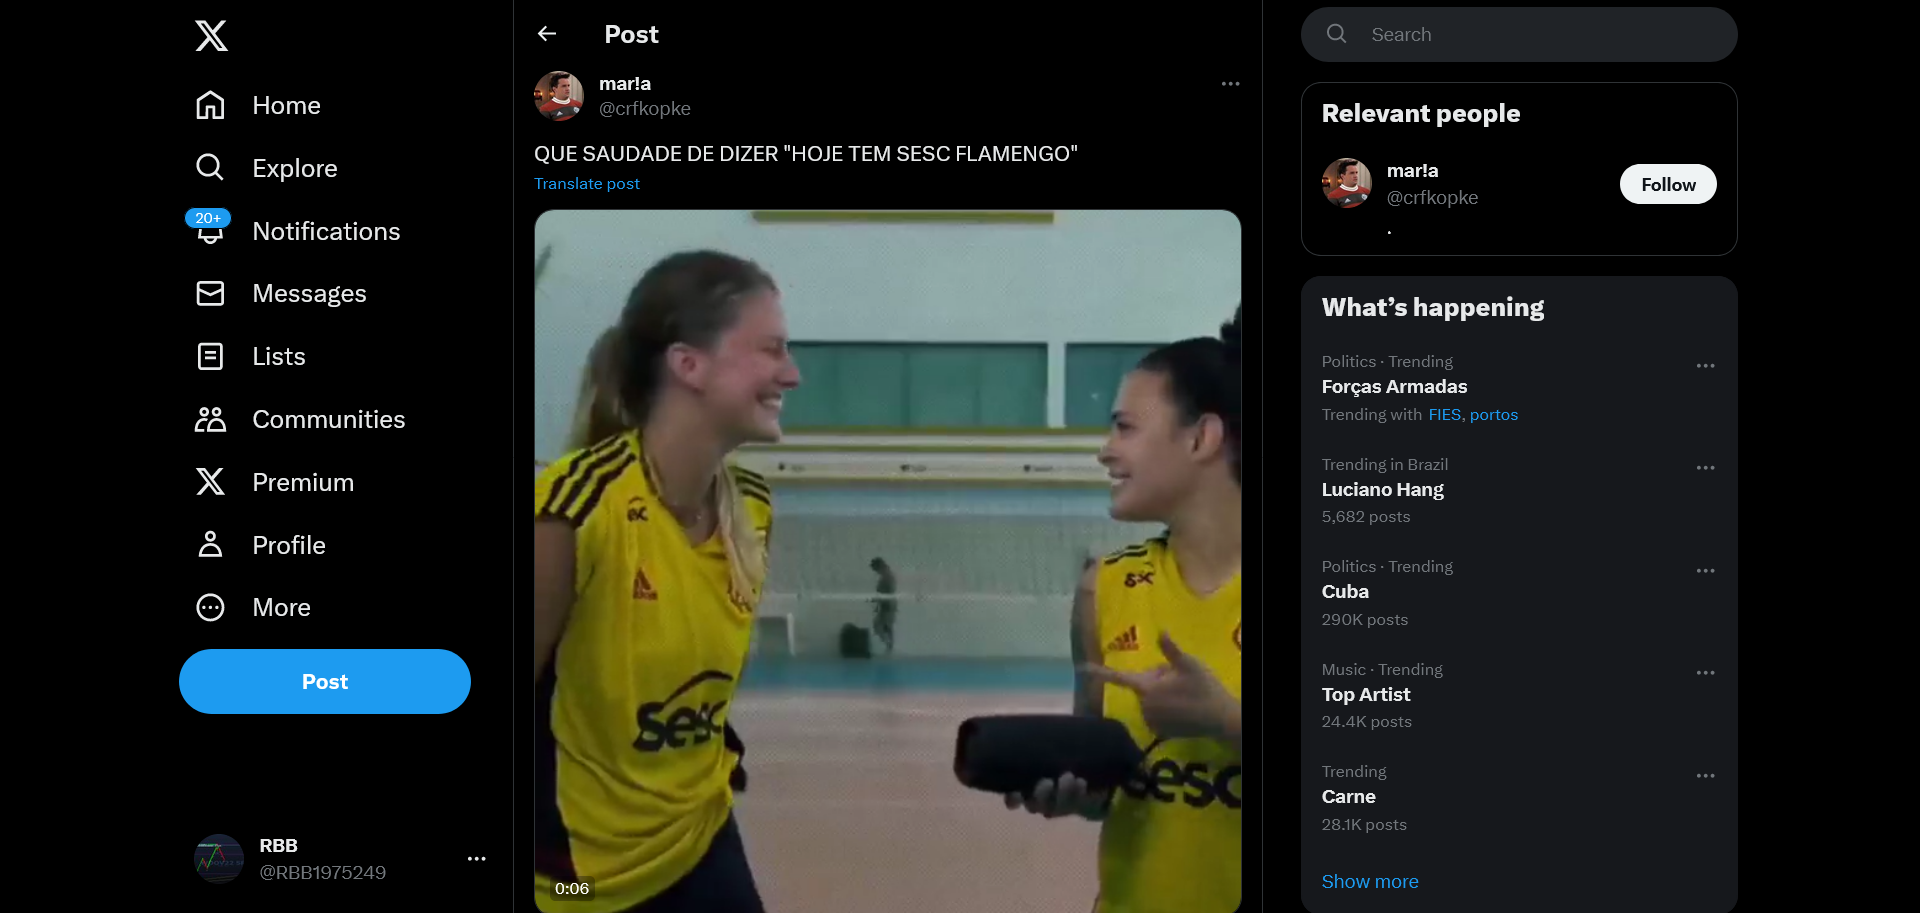 Home
Explore
20+
Notifications
Messages
Lists
Communities
Premium
Profile
More
Post
RBB
@RBB1975249
Post
mar!a
@crfkopke
QUE SAUDADE DE DIZER "HOJE TEM SESC FLAMENGO"
Translate post
sesc
sesc
sesc
sesc
0:06
Search
Relevant people
mar!a
@crfkopke
Follow
.
What’s happening
Politics · Trending
Forças Armadas
Trending with FIES, portos
Trending in Brazil
Luciano Hang
5,682 posts
Politics · Trending
Cuba
290K posts
Music · Trending
Top Artist
24.4K posts
Trending
Carne
28.1K posts
Show more